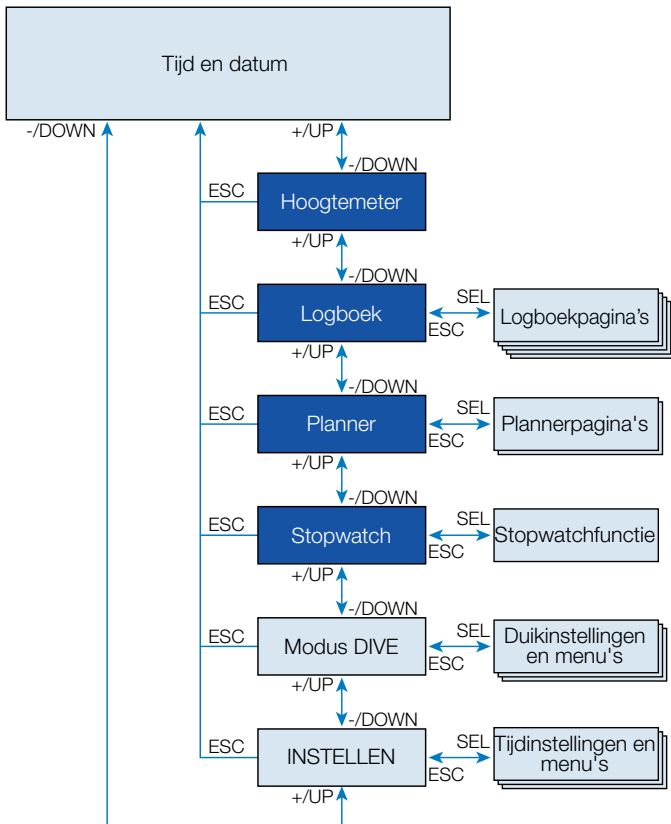 Tijd en datum
-/DOWN
+/UP
-/DOWN
ESC
Hoogtemeter
+/UP
-/DOWN
ESC
Logboek
SEL
ESC
Logboekpagina’s
+/UP
-/DOWN
ESC
Planner
SEL
ESC
Plannerpagina's
+/UP
-/DOWN
ESC
Stopwatch
SEL
ESC
Stopwatchfunctie
+/UP
-/DOWN
ESC
Modus DIVE
SEL
ESC
Duikinstellingen
en menu's
+/UP
-/DOWN
ESC
INSTELLEN
SEL
ESC
Tijdinstellingen en
menu's
+/UP